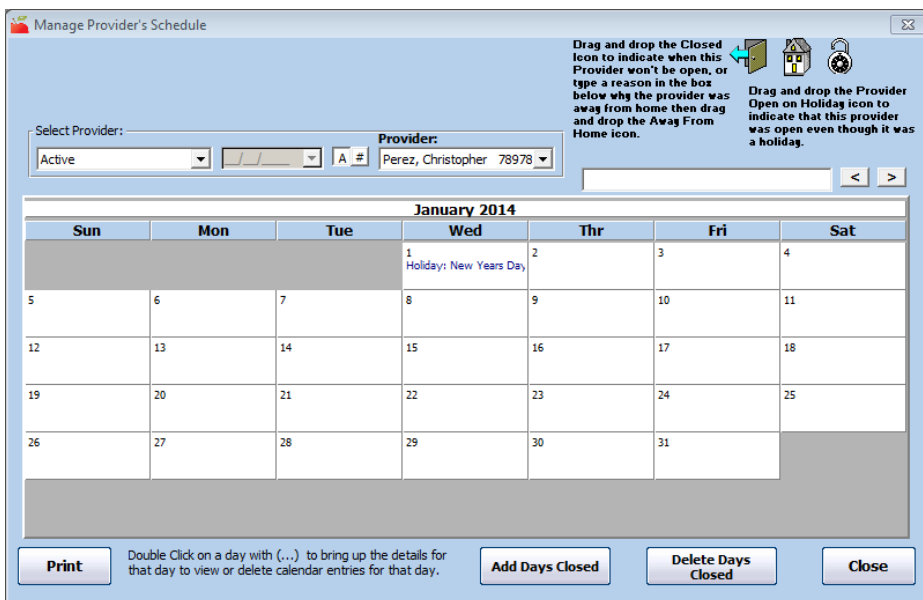 Manage Provider's Schedule
Drag and drop the Closed
Icon to indicate when this
Provider won't be open, or
type a reason in the box
below why the provider was
away from home then drag
and drop the Away From
Home icon.
Drag and drop the Provider
Open on Holiday icon to
indicate that this provider
was open even though it was
a holiday.
Select Provider:
Provider:
Active
__/__/____
A #
Perez, Christopher 78978
< >
January 2014
Sun Mon Tue Wed Thr Fri Sat
1 2 3 4
Holiday: New Years Day
5 6 7 8 9 10 11
12 13 14 15 16 17 18
19 20 21 22 23 24 25
26 27 28 29 30 31
Print
Double Click on a day with (...) to bring up the details for
that day to view or delete calendar entries for that day.
Add Days Closed
Delete Days
Closed
Close